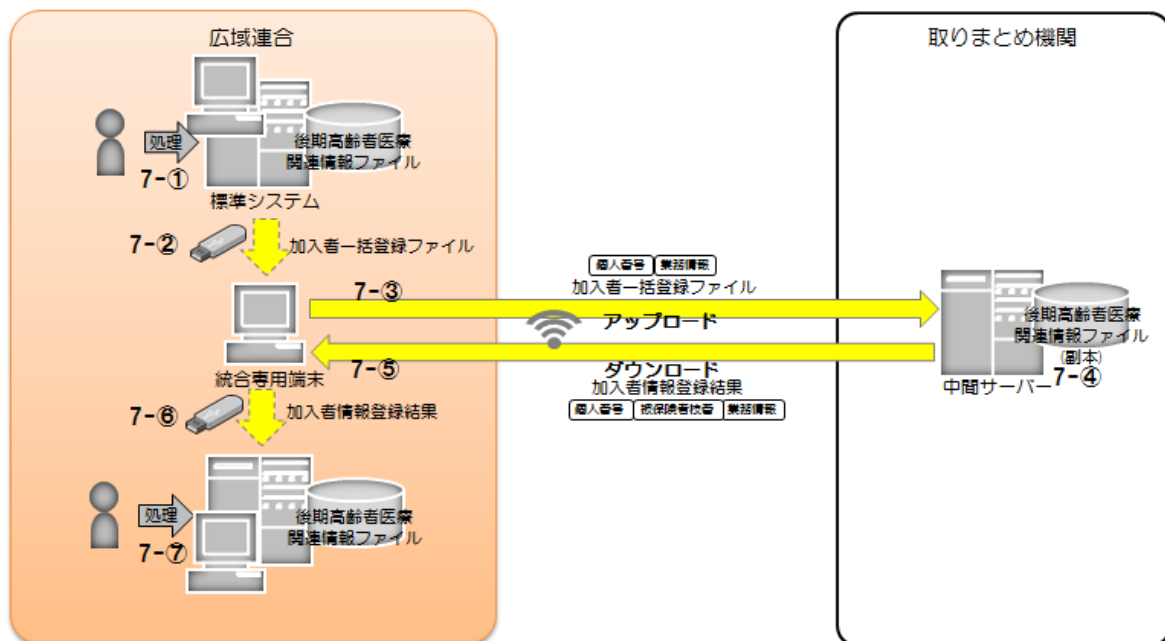 広域連合
取りまとめ機関
処理
後期高齢者医療
関連情報ファイル
7-①
標準システム
7-②
加入者一括登録ファイル
個人番号 業務情報
加入者一括登録ファイル
7-③
アップロード
後期高齢者医療
関連情報ファイル
(副本)
7-④
中間サーバー
7-⑤
ダウンロード
統合専用端末
加入者情報登録結果
個人番号 被保険者枝番 業務情報
7-⑥
加入者情報登録結果
処理
後期高齢者医療
関連情報ファイル
7-⑦